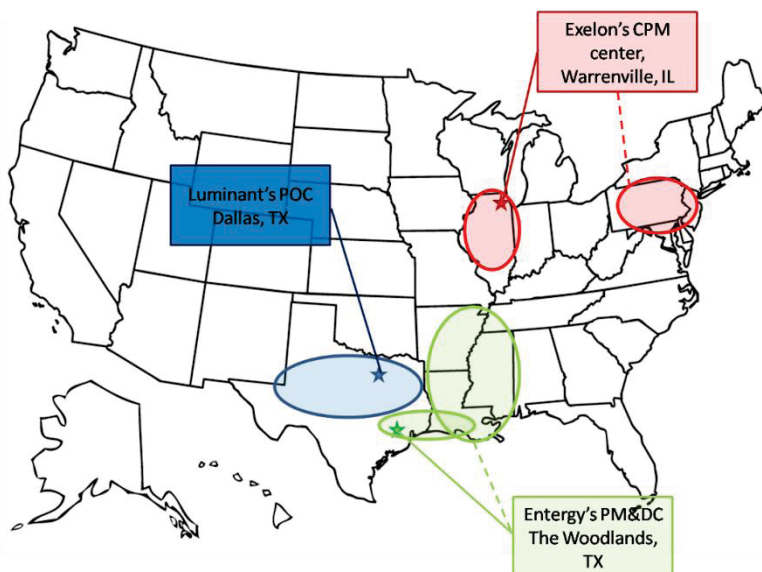 Exelon's CPM
center,
Warrenville, IL
Luminant's POC
Dallas, TX
Entergy's PM&DC
The Woodlands,
TX